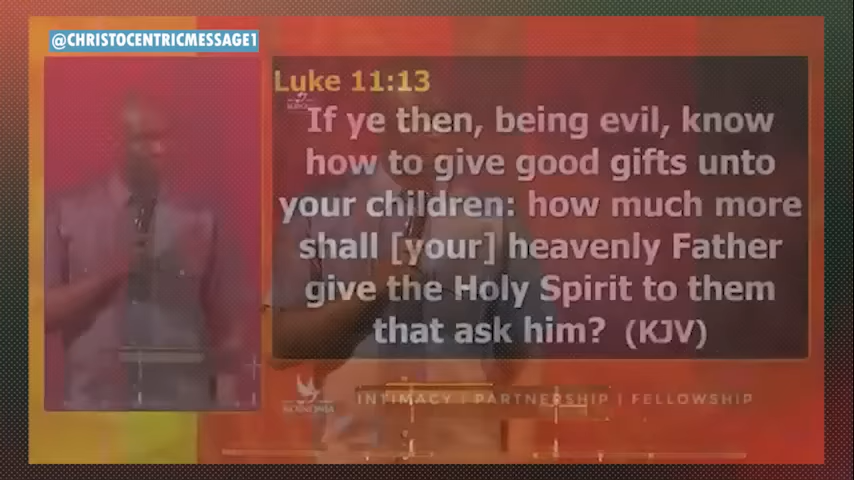 @CHRISTOCENTRICMESSAGE1
Luke 11:13
If ye then, being evil, know
how to give good gifts unto
your children: how much more
shall [your] heavenly Father
give the Holy Spirit to them
that ask him? (KJV)
KOINONIA
INTIMACY | PARTNERSHIP | FELLOWSHIP